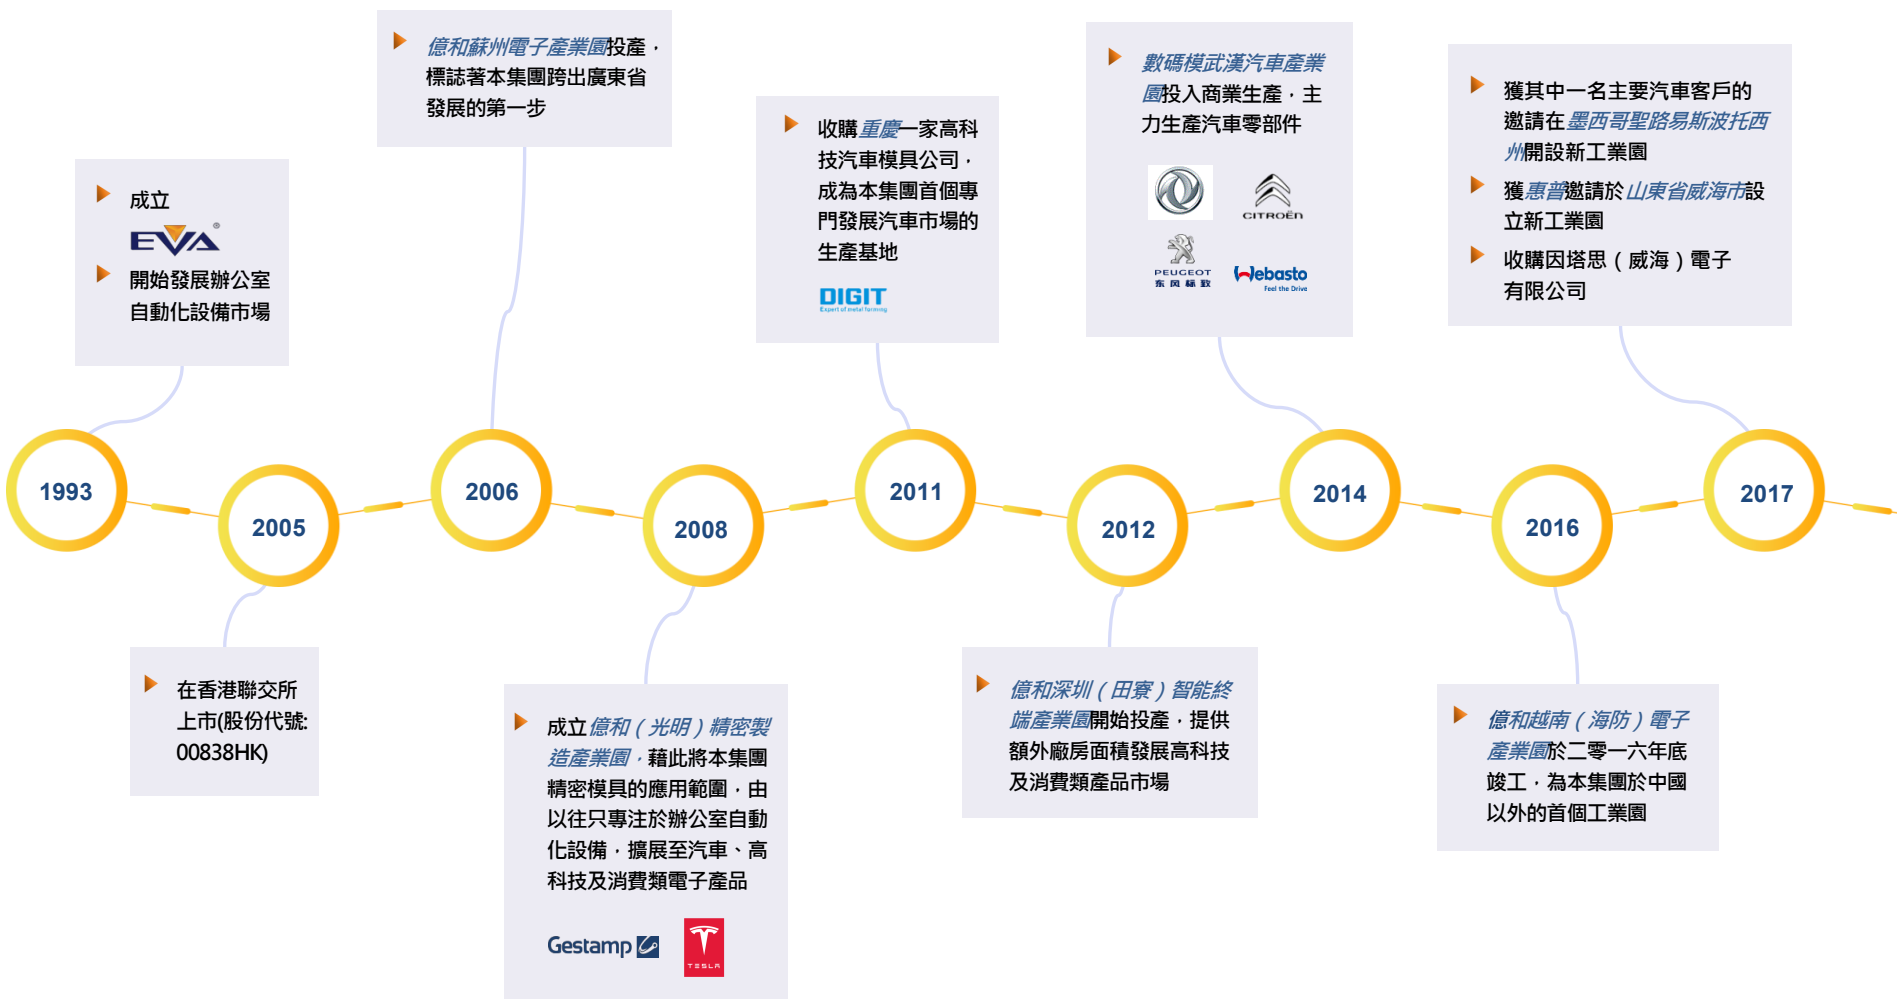 成立
EVA®
開始發展辦公室
自動化設備市場
1993
在香港聯交所
上市(股份代號:
00838HK)
2005
億和蘇州電子產業園投產，
標誌著本集團跨出廣東省
發展的第一步
2006
成立億和（光明）精密製
造產業園，藉此將本集團
精密模具的應用範圍，由
以往只專注於辦公室自動
化設備，擴展至汽車、高
科技及消費類電子產品
Gestamp
TESLA
2008
收購重慶一家高科
技汽車模具公司，
成為本集團首個專
門發展汽車市場的
生產基地
DIGIT
Expert of metal forming
2011
億和深圳（田寮）智能終
端產業園開始投產，提供
額外廠房面積發展高科技
及消費類產品市場
2012
數碼模武漢汽車產業
園投入商業生產，主
力生產汽車零部件
CITROËN
PEUGEOT
东风标致
Webasto
Feel the Drive
2014
億和越南（海防）電子
產業園於二零一六年底
竣工，為本集團於中國
以外的首個工業園
2016
獲其中一名主要汽車客戶的
邀請在墨西哥聖路易斯波托西
州開設新工業園
獲惠普邀請於山東省威海市設
立新工業園
收購因塔思（威海）電子
有限公司
2017